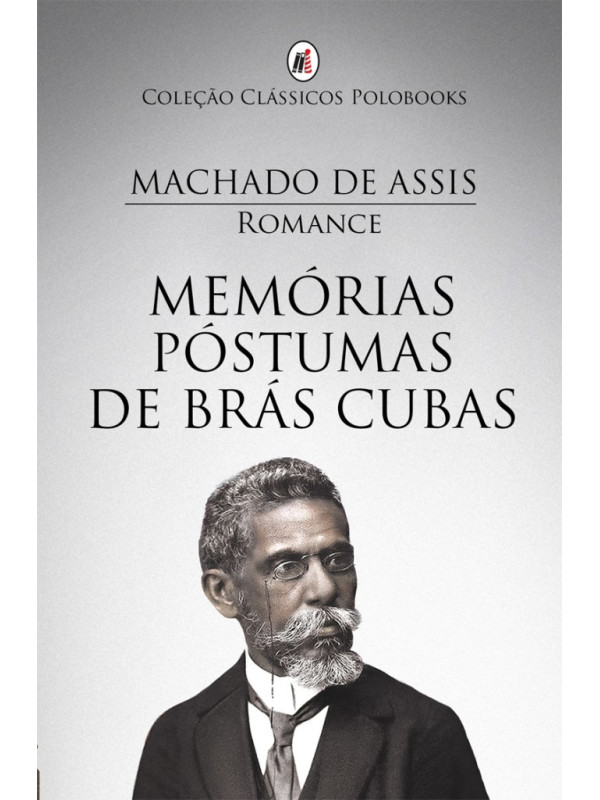 Coleção Clássicos Polobooks
MACHADO DE ASSIS
Romance
MEMÓRIAS
PÓSTUMAS
DE BRÁS CUBAS